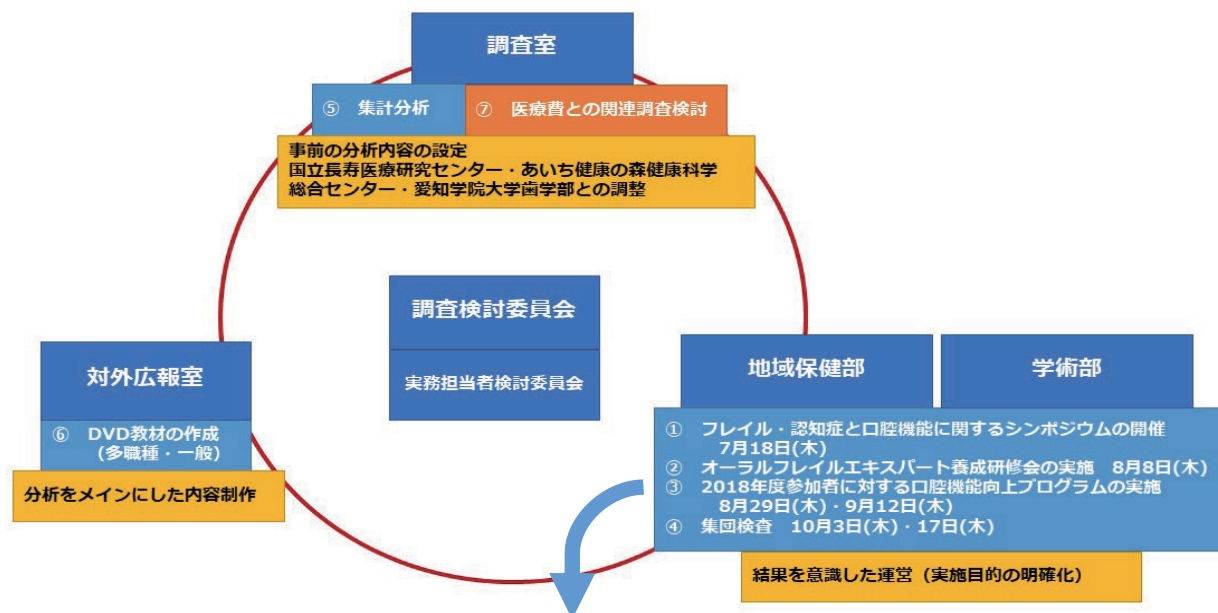 調査室
⑤ 集計分析
⑦ 医療費との関連調査検討
事前の分析内容の設定
国立長寿医療研究センター・あいち健康の森健康科学
総合センター・愛知学院大学歯学部との調整
調査検討委員会
実務担当者検討委員会
対外広報室
⑥ DVD教材の作成
(多職種・一般)
分析をメインにした内容制作
地域保健部
学術部
① フレイル・認知症と口腔機能に関するシンポジウムの開催
7月18日(木)
② オーラルフレイルエキスパート養成研修会の実施 8月8日(木)
③ 2018年度参加者に対する口腔機能向上プログラムの実施
8月29日(木)・9月12日(木)
④ 集団検査 10月3日(木)・17日(木)
結果を意識した運営(実施目的の明確化)